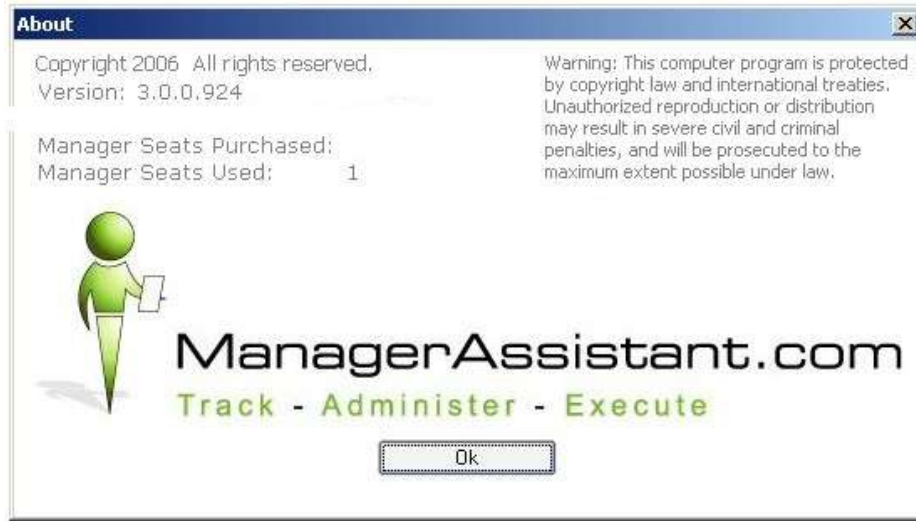 About
Copyright 2006 All rights reserved.
Version: 3.0.0.924
Manager Seats Purchased:
Manager Seats Used: 1
Warning: This computer program is protected
by copyright law and international treaties.
Unauthorized reproduction or distribution
may result in severe civil and criminal
penalties, and will be prosecuted to the
maximum extent possible under law.
ManagerAssistant.com
Track - Administer - Execute
Ok